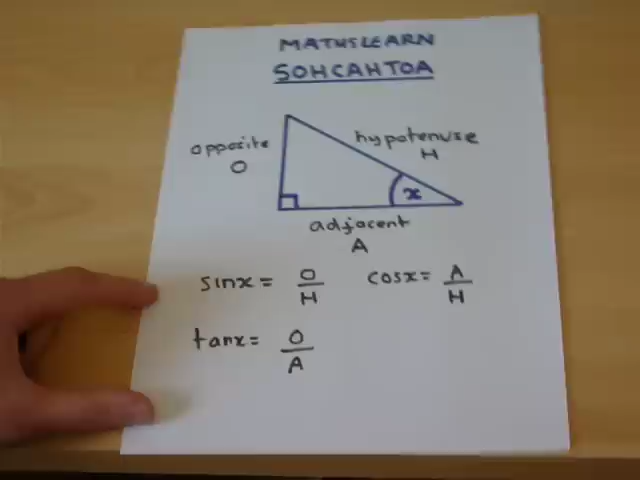 MATHSLEARN
SOHCAHTOA
opposite
O
hypotenuse
H
x
adjacent
A
sinx = O/H cosx = A/H
tanx = O/A